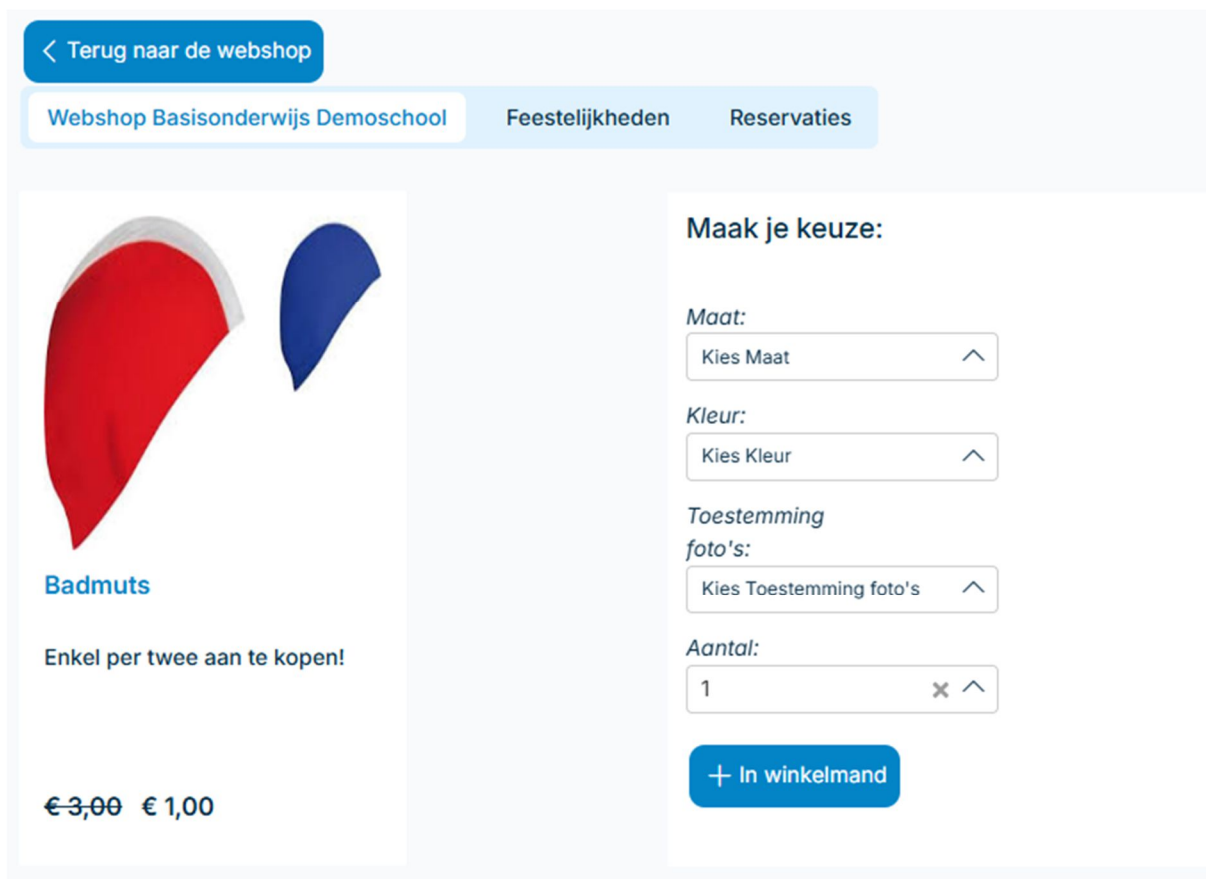 Terug naar de webshop
Webshop Basisonderwijs Demoschool Feestelijkheden Reservaties
Badmuts
Enkel per twee aan te kopen!
€ 3,00 € 1,00
Maak je keuze:
Maat:
Kies Maat
Kleur:
Kies Kleur
Toestemming
foto's:
Kies Toestemming foto's
Aantal:
1
In winkelmand